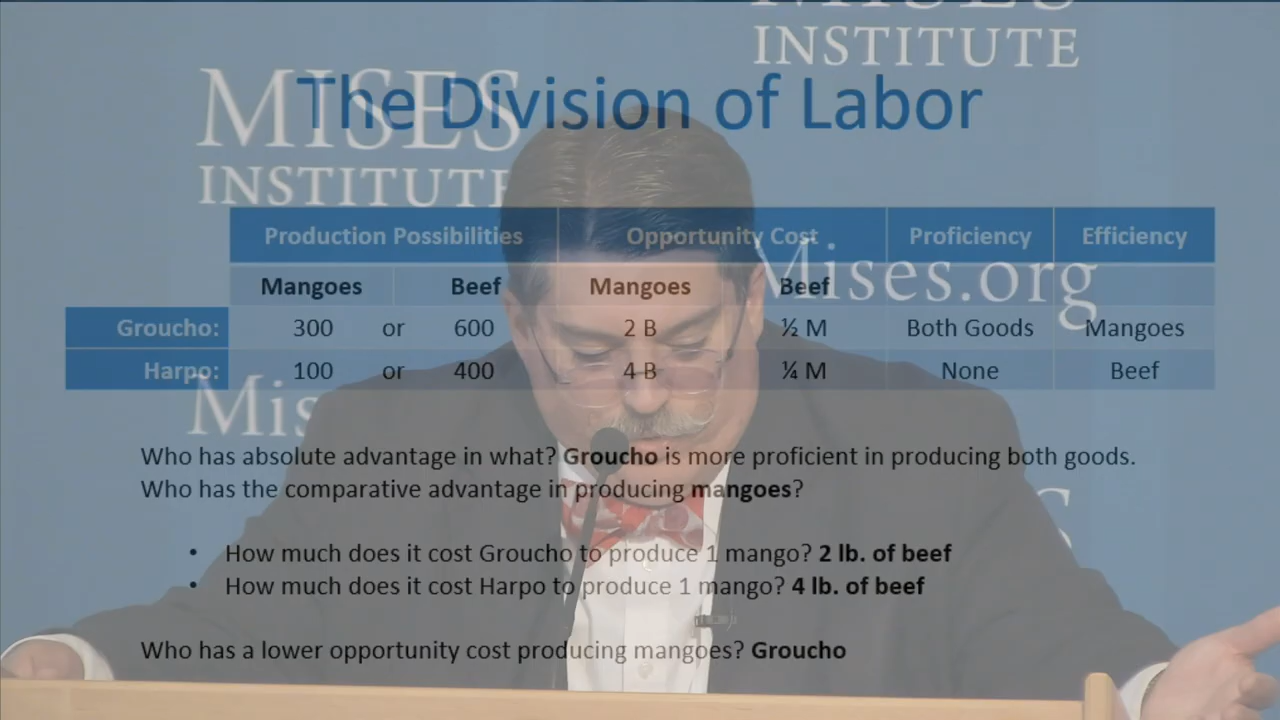 MISES
INSTITUTE
MISES
INSTITUTE
The Division of Labor
Mises.org
Production Possibilities Opportunity Cost Proficiency Efficiency
Mangoes Beef Mangoes Beef
Groucho: 300 or 600 2 B ½ M Both Goods Mangoes
Harpo: 100 or 400 4 B ¼ M None Beef
Mis
Who has absolute advantage in what? Groucho is more proficient in producing both goods.
Who has the comparative advantage in producing mangoes?
S
• How much does it cost Groucho to produce 1 mango? 2 lb. of beef
• How much does it cost Harpo to produce 1 mango? 4 lb. of beef
Who has a lower opportunity cost producing mangoes? Groucho